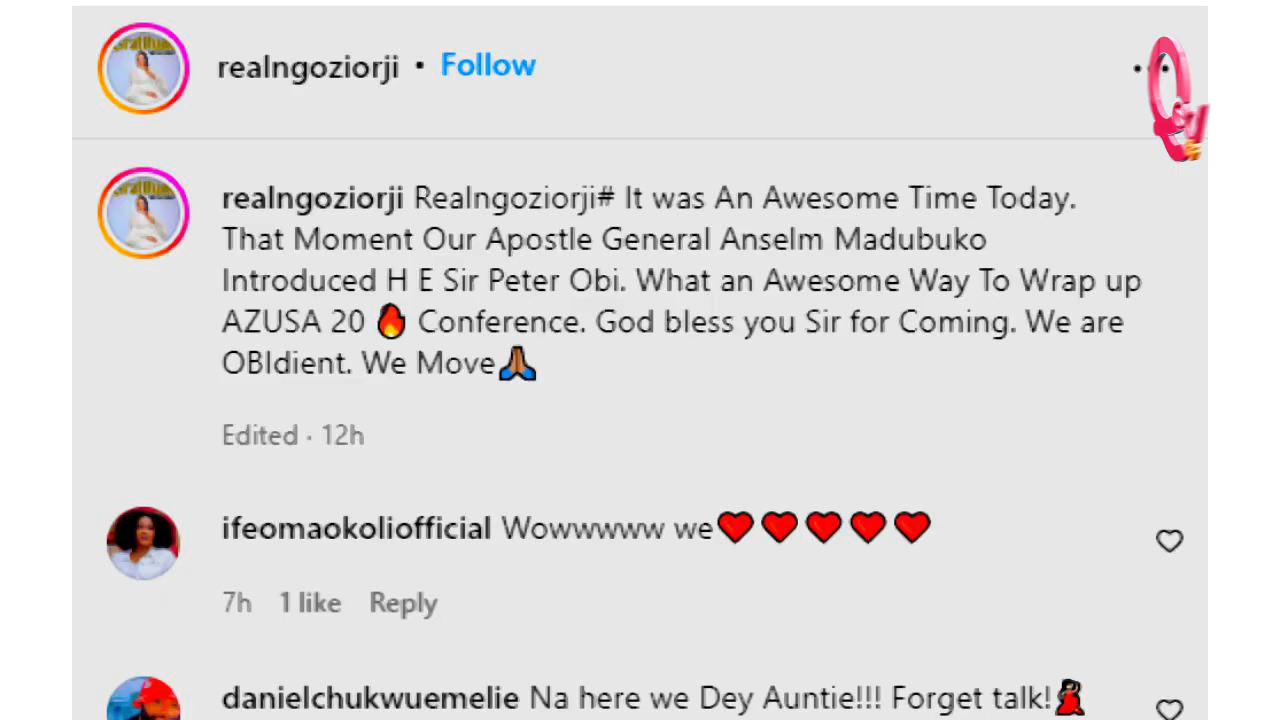 realngoziorji • Follow
realngoziorji Realngoziorji# It was An Awesome Time Today.
That Moment Our Apostle General Anselm Madubuko
Introduced H E Sir Peter Obi. What an Awesome Way To Wrap up
AZUSA 20 🔥 Conference. God bless you Sir for Coming. We are
OBIdient. We Move🙏🏾
Edited · 12h
ifeomaokoliofficial Wowwwww we❤️❤️❤️❤️❤️
7h 1 like Reply
danielchukwuemelie Na here we Dey Auntie!!! Forget talk!💃